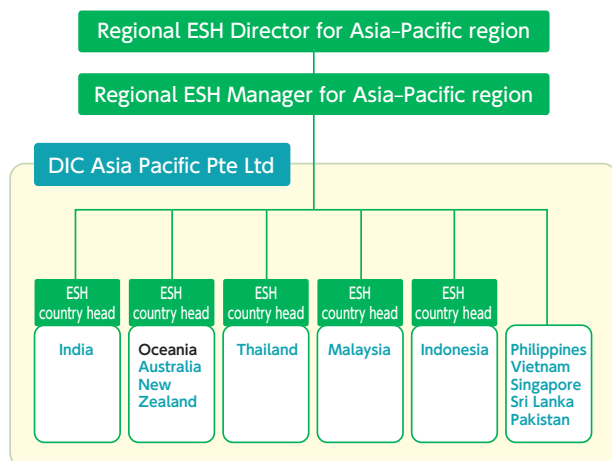 Regional ESH Director for Asia–Pacific region
Regional ESH Manager for Asia–Pacific region
DIC Asia Pacific Pte Ltd
ESH
country head
India
ESH
country head
Oceania
Australia
New
Zealand
ESH
country head
Thailand
ESH
country head
Malaysia
ESH
country head
Indonesia
Philippines
Vietnam
Singapore
Sri Lanka
Pakistan